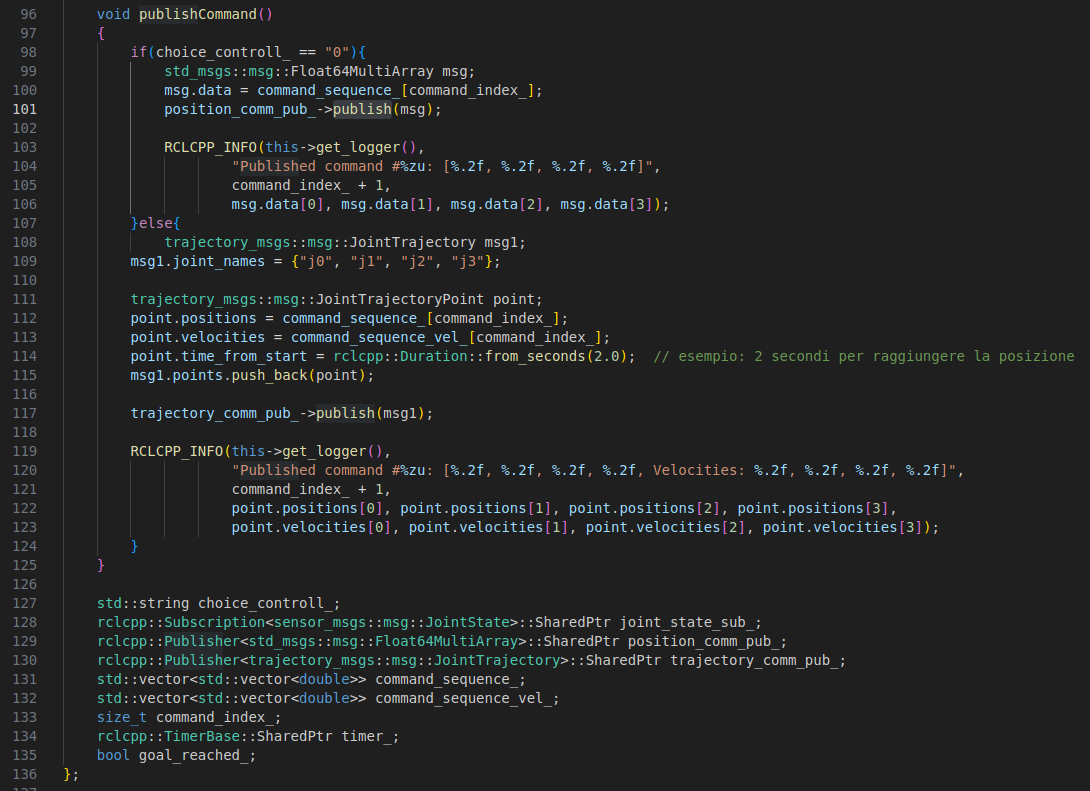 96 void publishCommand()
97 {
98 if(choice_controll_ == "0"){
99 std_msgs::msg::Float64MultiArray msg;
100 msg.data = command_sequence_[command_index_];
101 position_comm_pub_->publish(msg);
102
103 RCLCPP_INFO(this->get_logger(),
104 "Published command #%zu: [%.2f, %.2f, %.2f, %.2f]",
105 command_index_ + 1,
106 msg.data[0], msg.data[1], msg.data[2], msg.data[3]);
107 }else{
108 trajectory_msgs::msg::JointTrajectory msg1;
109 msg1.joint_names = {"j0", "j1", "j2", "j3"};
110
111 trajectory_msgs::msg::JointTrajectoryPoint point;
112 point.positions = command_sequence_[command_index_];
113 point.velocities = command_sequence_vel_[command_index_];
114 point.time_from_start = rclcpp::Duration::from_seconds(2.0);  // esempio: 2 secondi per raggiungere la posizione
115 msg1.points.push_back(point);
116
117 trajectory_comm_pub_->publish(msg1);
118
119 RCLCPP_INFO(this->get_logger(),
120 "Published command #%zu: [%.2f, %.2f, %.2f, %.2f, Velocities: %.2f, %.2f, %.2f, %.2f]",
121 command_index_ + 1,
122 point.positions[0], point.positions[1], point.positions[2], point.positions[3],
123 point.velocities[0], point.velocities[1], point.velocities[2], point.velocities[3]);
124 }
125 }
126
127 std::string choice_controll_;
128 rclcpp::Subscription<sensor_msgs::msg::JointState>::SharedPtr joint_state_sub_;
129 rclcpp::Publisher<std_msgs::msg::Float64MultiArray>::SharedPtr position_comm_pub_;
130 rclcpp::Publisher<trajectory_msgs::msg::JointTrajectory>::SharedPtr trajectory_comm_pub_;
131 std::vector<std::vector<double>> command_sequence_;
132 std::vector<std::vector<double>> command_sequence_vel_;
133 size_t command_index_;
134 rclcpp::TimerBase::SharedPtr timer_;
135 bool goal_reached_;
136 };